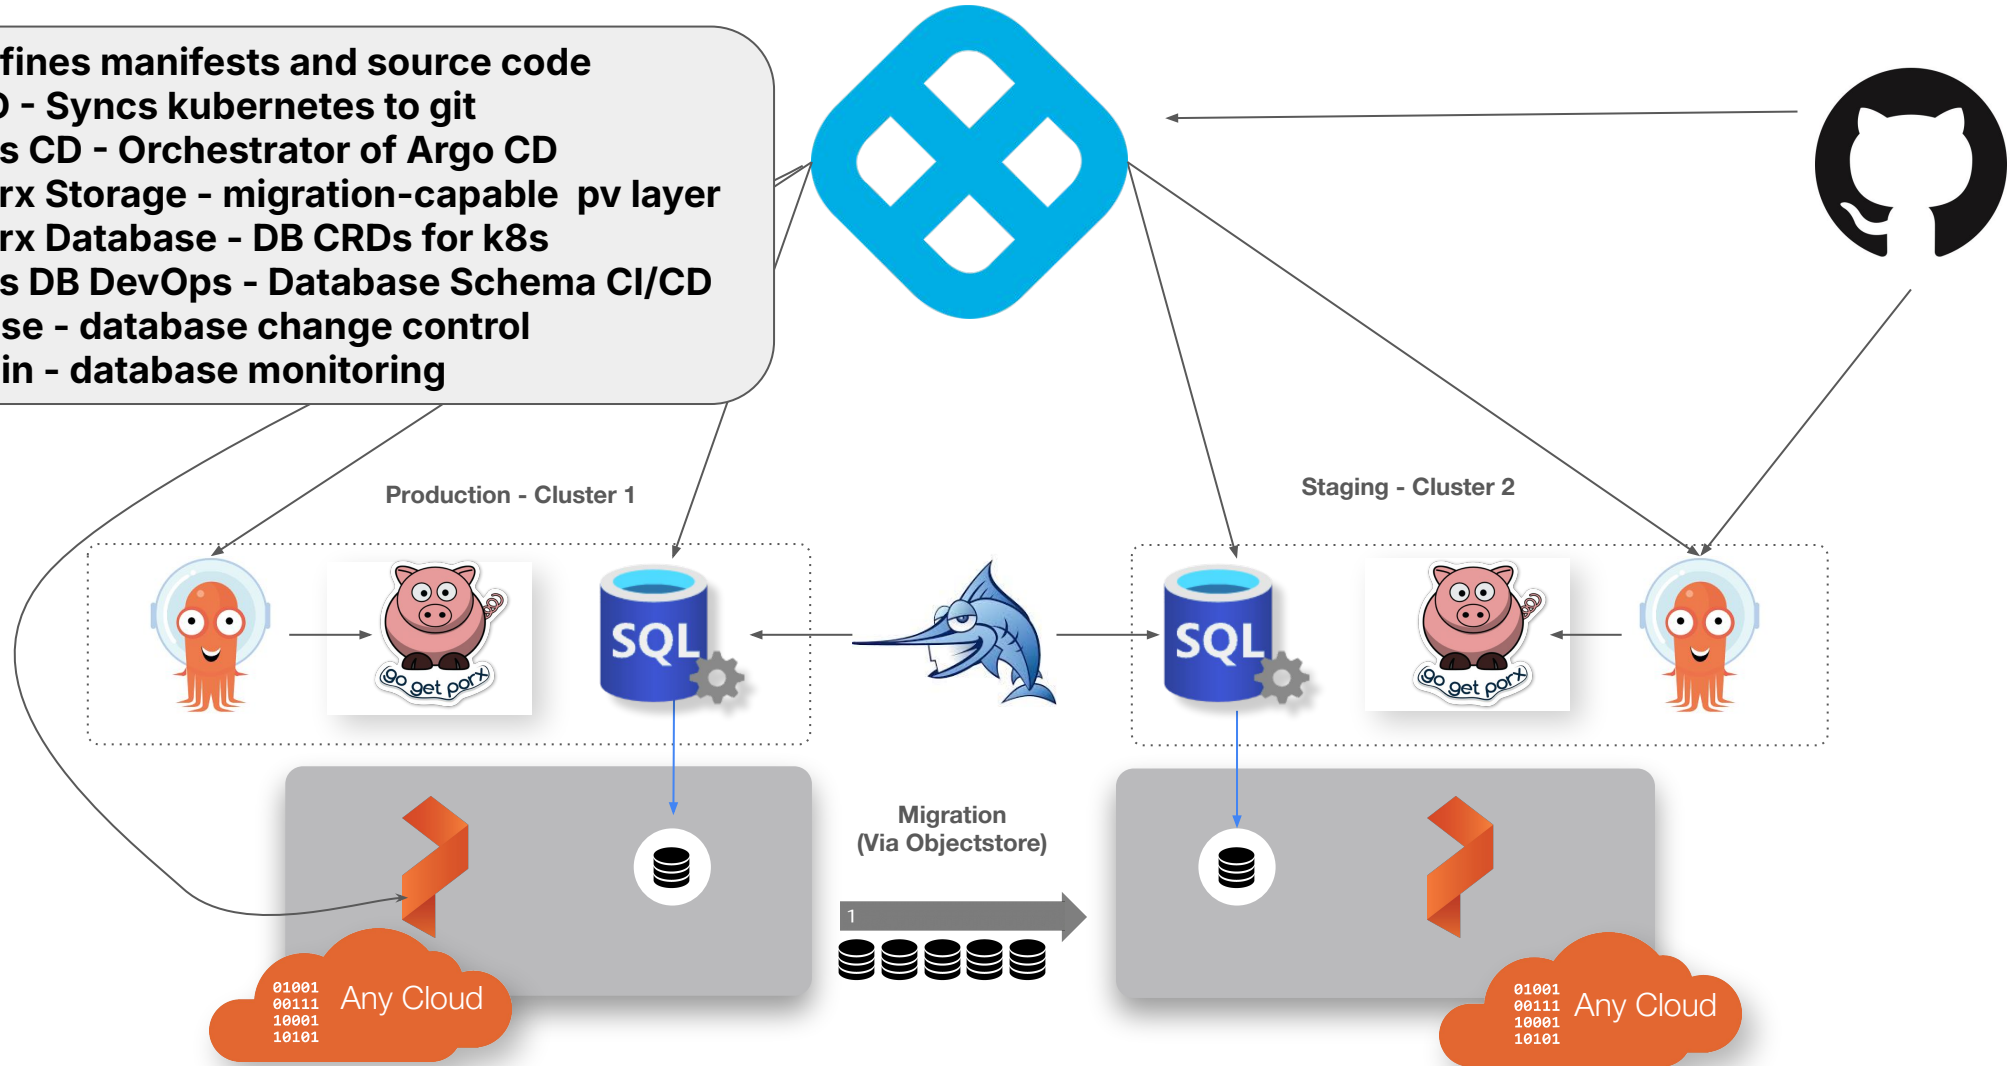 fines manifests and source code
D - Syncs kubernetes to git
s CD - Orchestrator of Argo CD
rx Storage - migration-capable pv layer
rx Database - DB CRDs for k8s
s DB DevOps - Database Schema CI/CD
se - database change control
in - database monitoring
Production - Cluster 1
Staging - Cluster 2
SQL
go get porx
SQL
go get porx
Migration
(Via Objectstore)
1
01001
00111
10001
10101
Any Cloud
01001
00111
10001
10101
Any Cloud